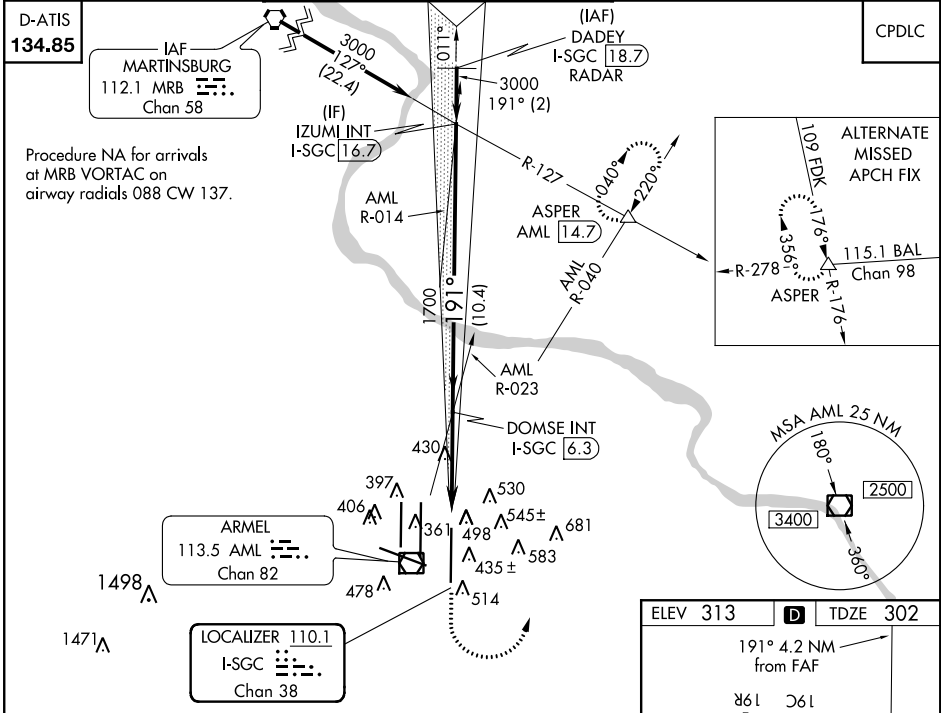 D-ATIS
134.85
IAF
MARTINSBURG
112.1 MRB
Chan 58
3000
127°
(22.4)
011°
(IAF)
DADEY
I-SGC 18.7
RADAR
3000
191° (2)
CPDLC
(IF)
IZUMI INT
I-SGC 16.7
Procedure NA for arrivals
at MRB VORTAC on
airway radials 088 CW 137.
AML
R-014
R-127
040°
220°
ASPER
AML 14.7
AML
R-040
1700
191°
(10.4)
AML
R-023
DOMSE INT
I-SGC 6.3
ALTERNATE
MISSED
APCH FIX
109 FDK
176°
356°
115.1 BAL
Chan 98
R-278
ASPER
R-176
MSA AML 25 NM
180°
2500
3400
360°
430
397
530
406
361
498
545±
681
583
435±
478
514
ARMEL
113.5 AML
Chan 82
1498
1471
LOCALIZER 110.1
I-SGC
Chan 38
ELEV 313
D
TDZE 302
191° 4.2 NM
from FAF
19R
19C